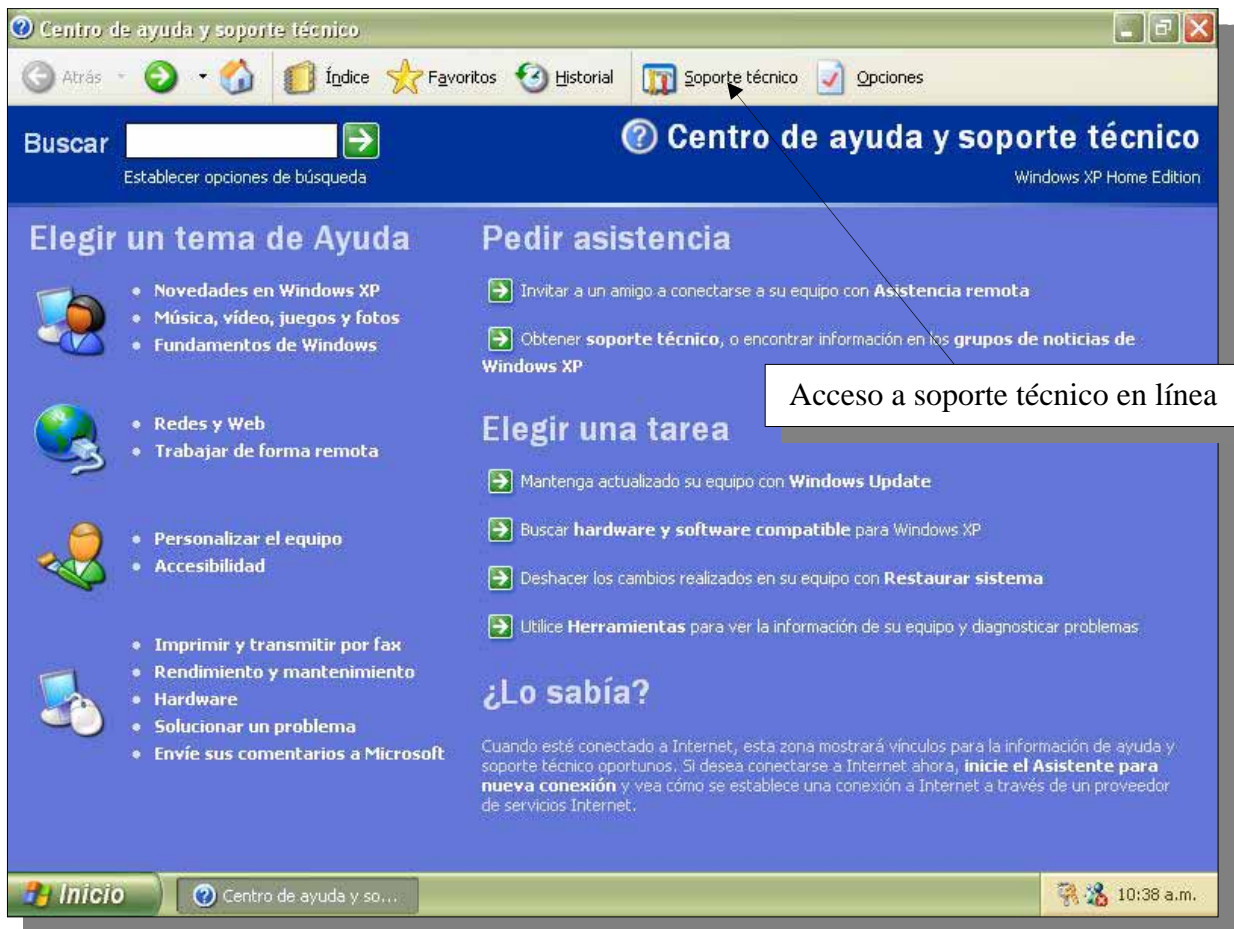 Centro de ayuda y soporte técnico
Atrás
Índice
Favoritos
Historial
Soporte técnico
Opciones
Buscar
Establecer opciones de búsqueda
Centro de ayuda y soporte técnico
Windows XP Home Edition
Elegir un tema de Ayuda
Novedades en Windows XP
Música, vídeo, juegos y fotos
Fundamentos de Windows
Redes y Web
Trabajar de forma remota
Personalizar el equipo
Accesibilidad
Imprimir y transmitir por fax
Rendimiento y mantenimiento
Hardware
Solucionar un problema
Envíe sus comentarios a Microsoft
Pedir asistencia
Invitar a un amigo a conectarse a su equipo con Asistencia remota
Obtener soporte técnico, o encontrar información en los grupos de noticias de
Windows XP
Acceso a soporte técnico en línea
Elegir una tarea
Mantenga actualizado su equipo con Windows Update
Buscar hardware y software compatible para Windows XP
Deshacer los cambios realizados en su equipo con Restaurar sistema
Utilice Herramientas para ver la información de su equipo y diagnosticar problemas
¿Lo sabía?
Cuando esté conectado a Internet, esta zona mostrará vínculos para la información de ayuda y
soporte técnico oportunos. Si desea conectarse a Internet ahora, inicie el Asistente para
nueva conexión y vea cómo se establece una conexión a Internet a través de un proveedor
de servicios Internet.
Inicio
Centro de ayuda y so...
10:38 a.m.